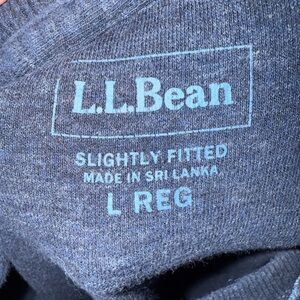 L.L.Bean
SLIGHTLY FITTED
MADE IN SRI LANKA
L REG